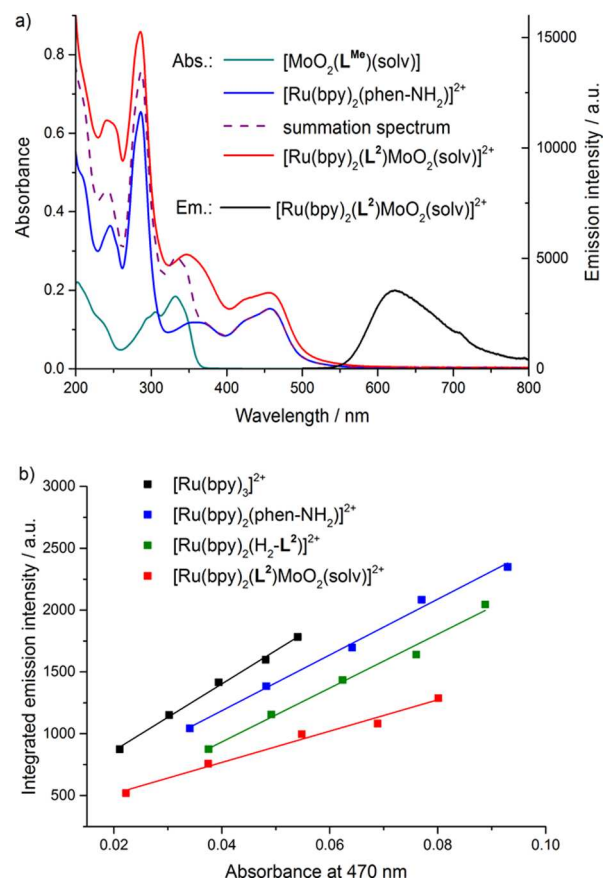 a)
Abs.: [MoO₂(L^Me)(solv)]
[Ru(bpy)₂(phen-NH₂)]²⁺
summation spectrum
[Ru(bpy)₂(L²)MoO₂(solv)]²⁺
Em.: [Ru(bpy)₂(L²)MoO₂(solv)]²⁺
Absorbance
0.8
0.6
0.4
0.2
0.0
Emission intensity / a.u.
15000
10000
5000
0
200 300 400 500 600 700 800
Wavelength / nm
b)
[Ru(bpy)₃]²⁺
[Ru(bpy)₂(phen-NH₂)]²⁺
[Ru(bpy)₂(H₂-L²)]²⁺
[Ru(bpy)₂(L²)MoO₂(solv)]²⁺
Integrated emission intensity / a.u.
3000
2500
2000
1500
1000
500
0.02 0.04 0.06 0.08 0.10
Absorbance at 470 nm